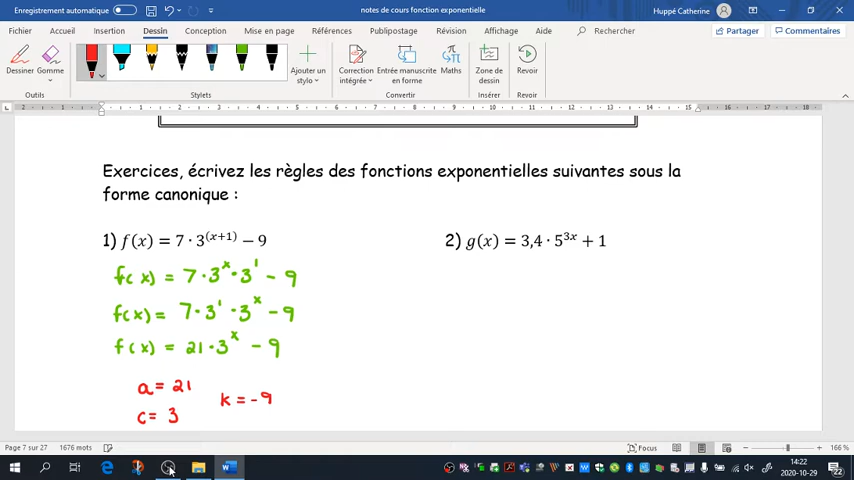 Enregistrement automatique
notes de cours fonction exponentielle
Huppé Catherine
Fichier Accueil Insertion Dessin Conception Mise en page Références Publipostage Révision Affichage Aide Rechercher Partager Commentaires
Dessiner Gomme Ajouter un stylo Correction intégrée Entrée manuscrite en forme Maths Zone de dessin Revoir
Outils Stylets Convertir Insérer Revoir
Exercices, écrivez les règles des fonctions exponentielles suivantes sous la
forme canonique :
1) f(x) = 7 · 3^(x+1) − 9
2) g(x) = 3,4 · 5^3x + 1
f(x) = 7·3^x·3^1 - 9
f(x) = 7·3^1·3^x - 9
f(x) = 21·3^x - 9
a = 21
k = -9
c = 3
Page 7 sur 27 1676 mots Focus 166 %
14:22
2020-10-29
22